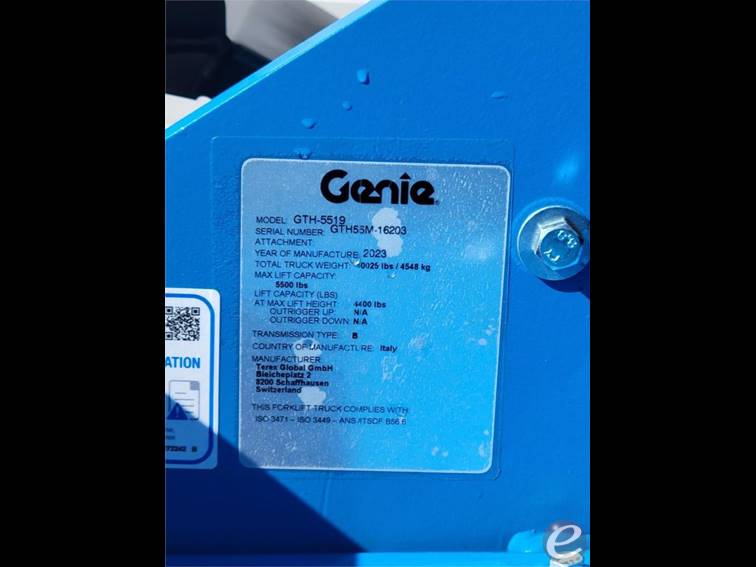 Genie
MODEL: GTH-5519
SERIAL NUMBER: GTH55M-16203
ATTACHMENT:
YEAR OF MANUFACTURE: 2023
TOTAL TRUCK WEIGHT: 10025 lbs / 4548 kg
MAX LIFT CAPACITY:
5500 lbs
LIFT CAPACITY (LBS)
AT MAX LIFT HEIGHT: 4400 lbs
OUTRIGGER UP: N/A
OUTRIGGER DOWN: N/A
TRANSMISSION TYPE: B
COUNTRY OF MANUFACTURE: Italy
MANUFACTURER:
Terex Global GmbH
Bleicheplatz 2
8200 Schaffhausen
Switzerland
THIS FORKLIFT TRUCK COMPLIES WITH:
ISO 3471 – ISO 3449 – ANS/ITSDF B56.6
ATION
e